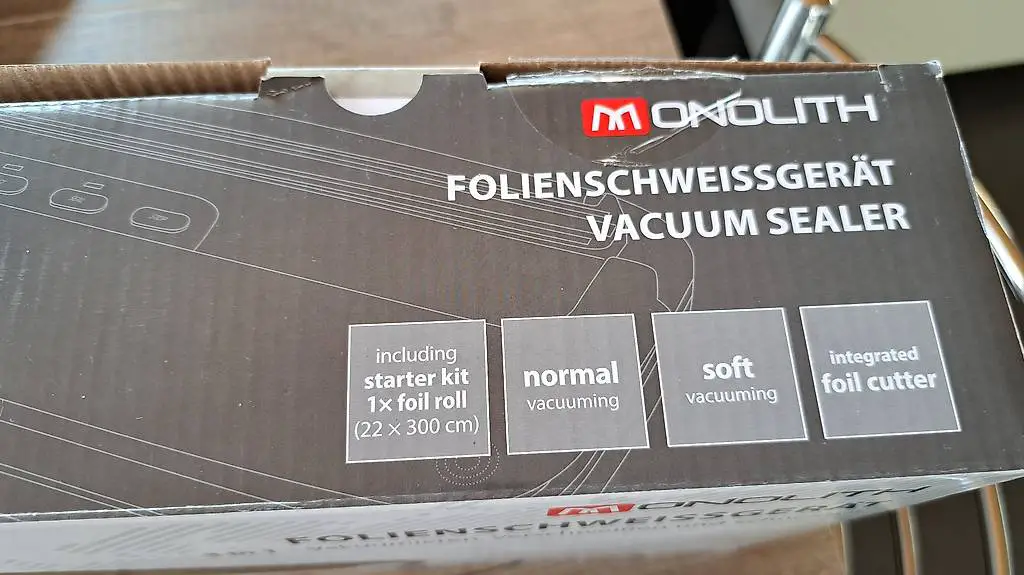 MONOLITH
FOLIENSCHWEISSGERÄT
VACUUM SEALER
including
starter kit
1× foil roll
(22 × 300 cm)
normal
vacuuming
soft
vacuuming
integrated
foil cutter
MONOLITH
FOLIENSCHWEISSGERÄT